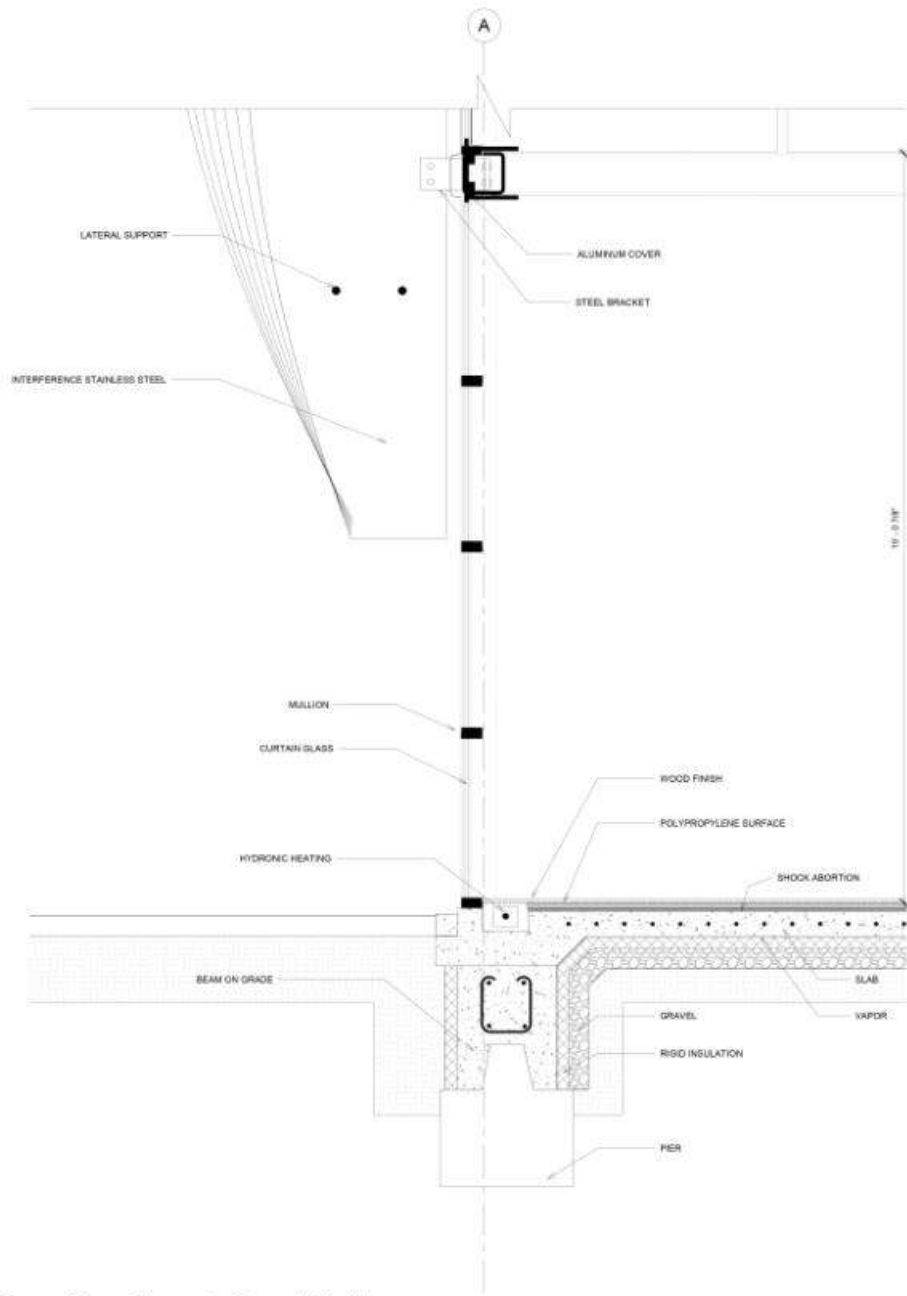 A
LATERAL SUPPORT
ALUMINUM COVER
STEEL BRACKET
INTERFERENCE STAINLESS STEEL
MULLION
CURTAIN GLASS
WOOD FINISH
POLYPROPYLENE SURFACE
HYDRONIC HEATING
SHOCK ABORTION
BEAM ON GRADE
SLAB
GRAVEL
VAPOR
RIGID INSULATION
PIER